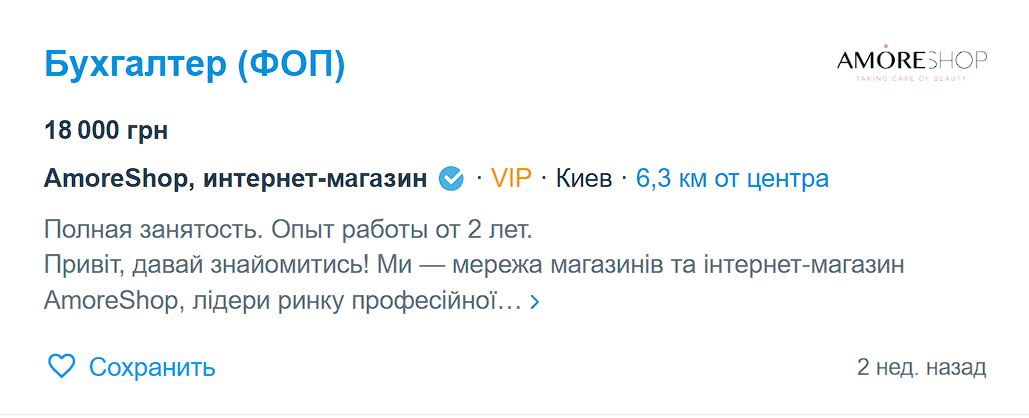 Бухгалтер (ФОП)
AMORESHOP
TAKING CARE OF BEAUTY
18 000 грн
AmoreShop, интернет-магазин · VIP · Киев · 6,3 км от центра
Полная занятость. Опыт работы от 2 лет.
Привіт, давай знайомитись! Ми — мережа магазинів та інтернет-магазин
AmoreShop, лідери ринку професійної…
Сохранить
2 нед. назад